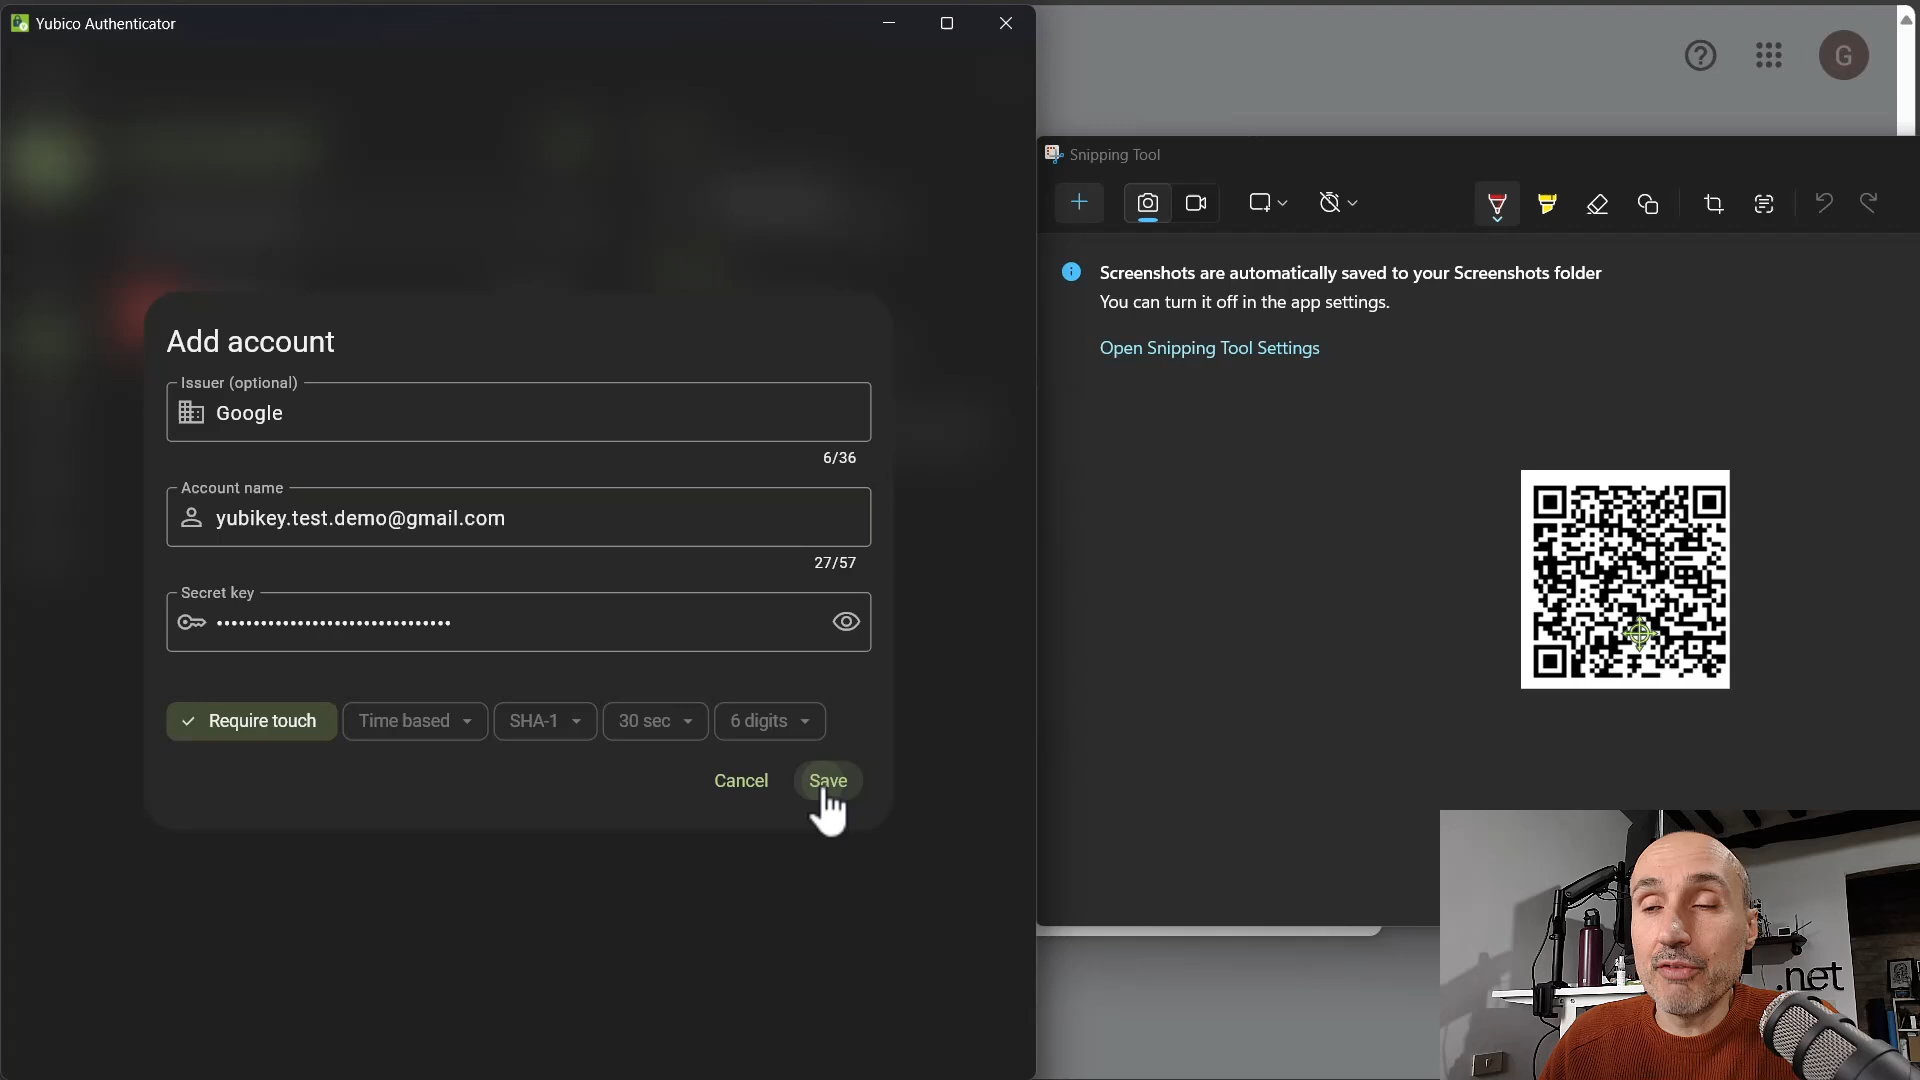 Yubico Authenticator
G
Snipping Tool
Screenshots are automatically saved to your Screenshots folder
You can turn it off in the app settings.
Open Snipping Tool Settings
Add account
Issuer (optional)
Google
6/36
Account name
yubikey.test.demo@gmail.com
27/57
Secret key
Require touch
Time based
SHA-1
30 sec
6 digits
Cancel
Save
.net